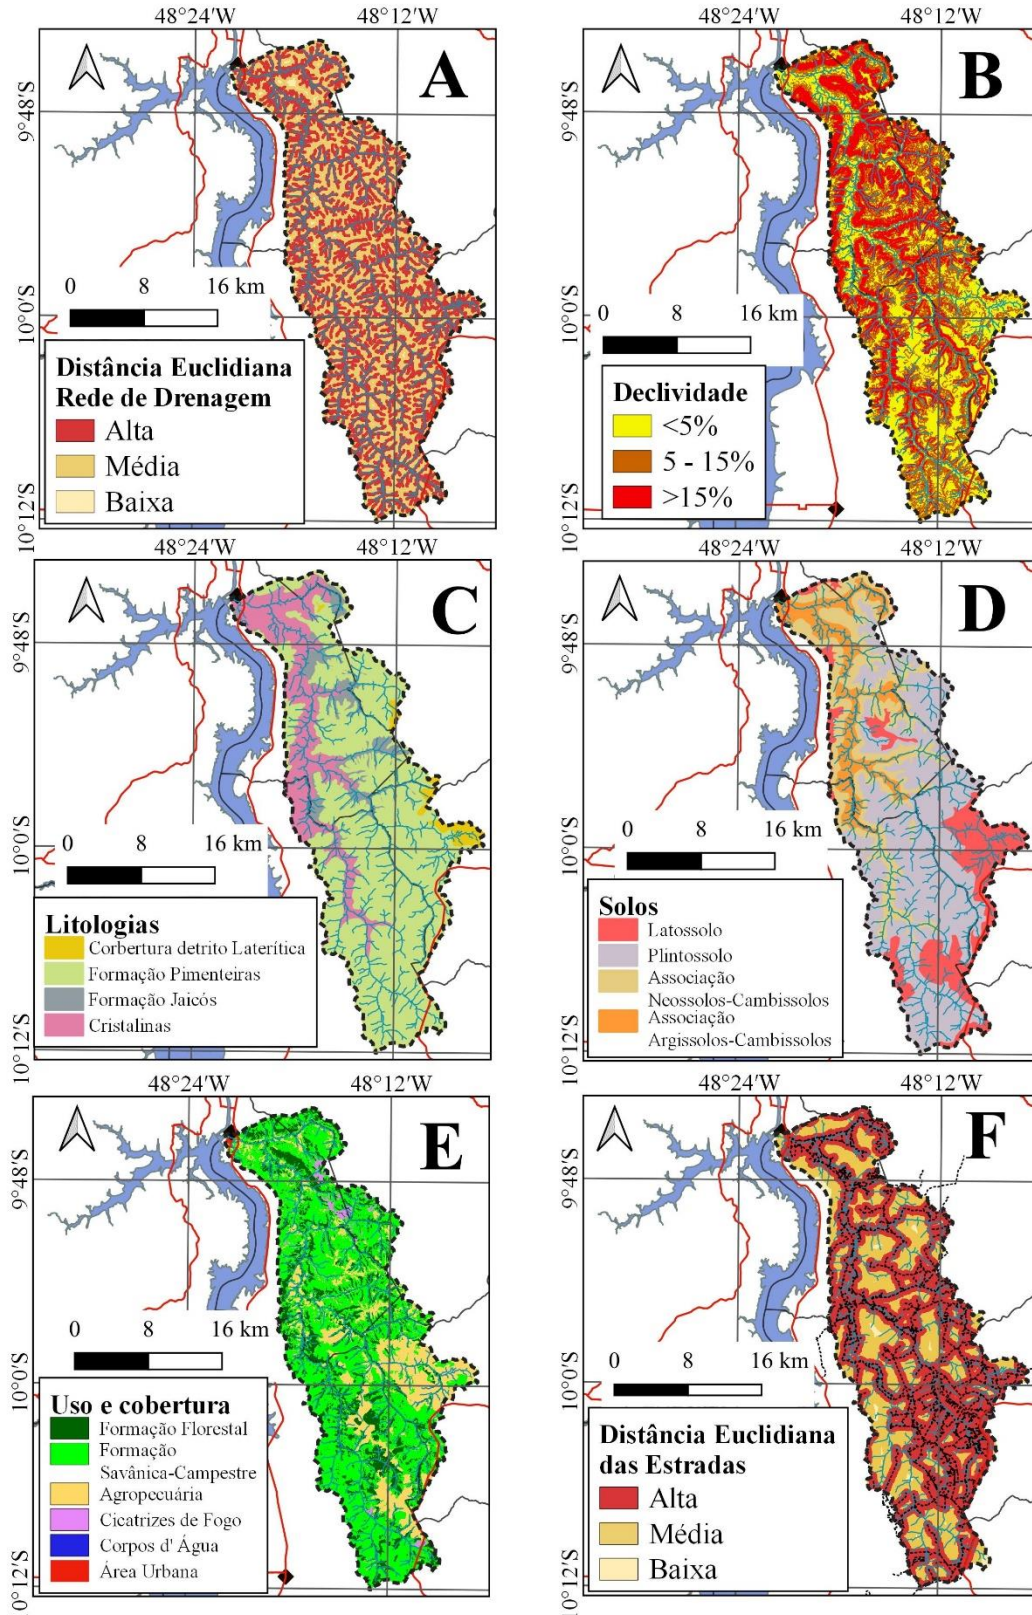 48°24'W 48°12'W
A
9°48'S
0 8 16 km
10°0'S
Distância Euclidiana
Rede de Drenagem
Alta
Média
Baixa
10°12'S
48°24'W 48°12'W
B
9°48'S
0 8 16 km
10°0'S
Declividade
<5%
5 - 15%
>15%
10°12'S
48°24'W 48°12'W
C
9°48'S
0 8 16 km
10°0'S
Litologias
Corbertura detrito Laterítica
Formação Pimenteiras
Formação Jaicós
Cristalinas
10°12'S
48°24'W 48°12'W
D
9°48'S
0 8 16 km
10°0'S
Solos
Latossolo
Plintossolo
Associação
Neossolos-Cambissolos
Associação
Argissolos-Cambissolos
10°12'S
48°24'W 48°12'W
E
9°48'S
0 8 16 km
10°0'S
Uso e cobertura
Formação Florestal
Formação
Savânica-Campestre
Agropecuária
Cicatrizes de Fogo
Corpos d' Água
Área Urbana
0°12'S
48°24'W 48°12'W
F
9°48'S
0 8 16 km
10°0'S
Distância Euclidiana
das Estradas
Alta
Média
Baixa
10°12'S